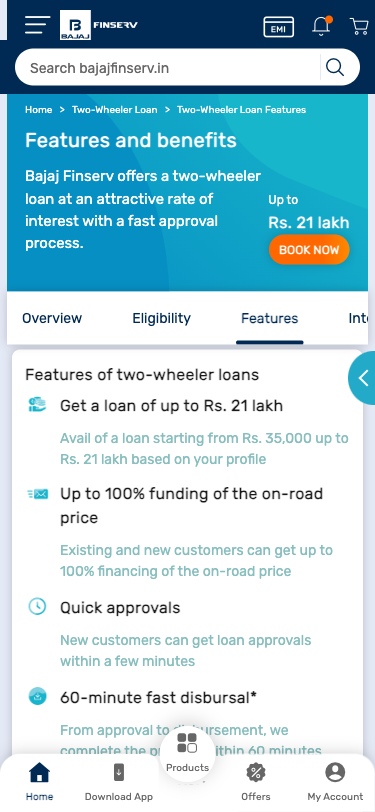 B
BAJAJ
FINSERV
EMI
Search bajajfinserv.in
Home > Two-Wheeler Loan > Two-Wheeler Loan Features
Features and benefits
Bajaj Finserv offers a two-wheeler
loan at an attractive rate of
interest with a fast approval
process.
Up to
Rs. 21 lakh
BOOK NOW
Overview Eligibility Features Inte
Features of two-wheeler loans
Get a loan of up to Rs. 21 lakh
Avail of a loan starting from Rs. 35,000 up to
Rs. 21 lakh based on your profile
Up to 100% funding of the on-road
price
Existing and new customers can get up to
100% financing of the on-road price
Quick approvals
New customers can get loan approvals
within a few minutes
60-minute fast disbursal*
From approval to disbursement, we
complete the within 60 minutes
Products
Home Download App Offers My Account